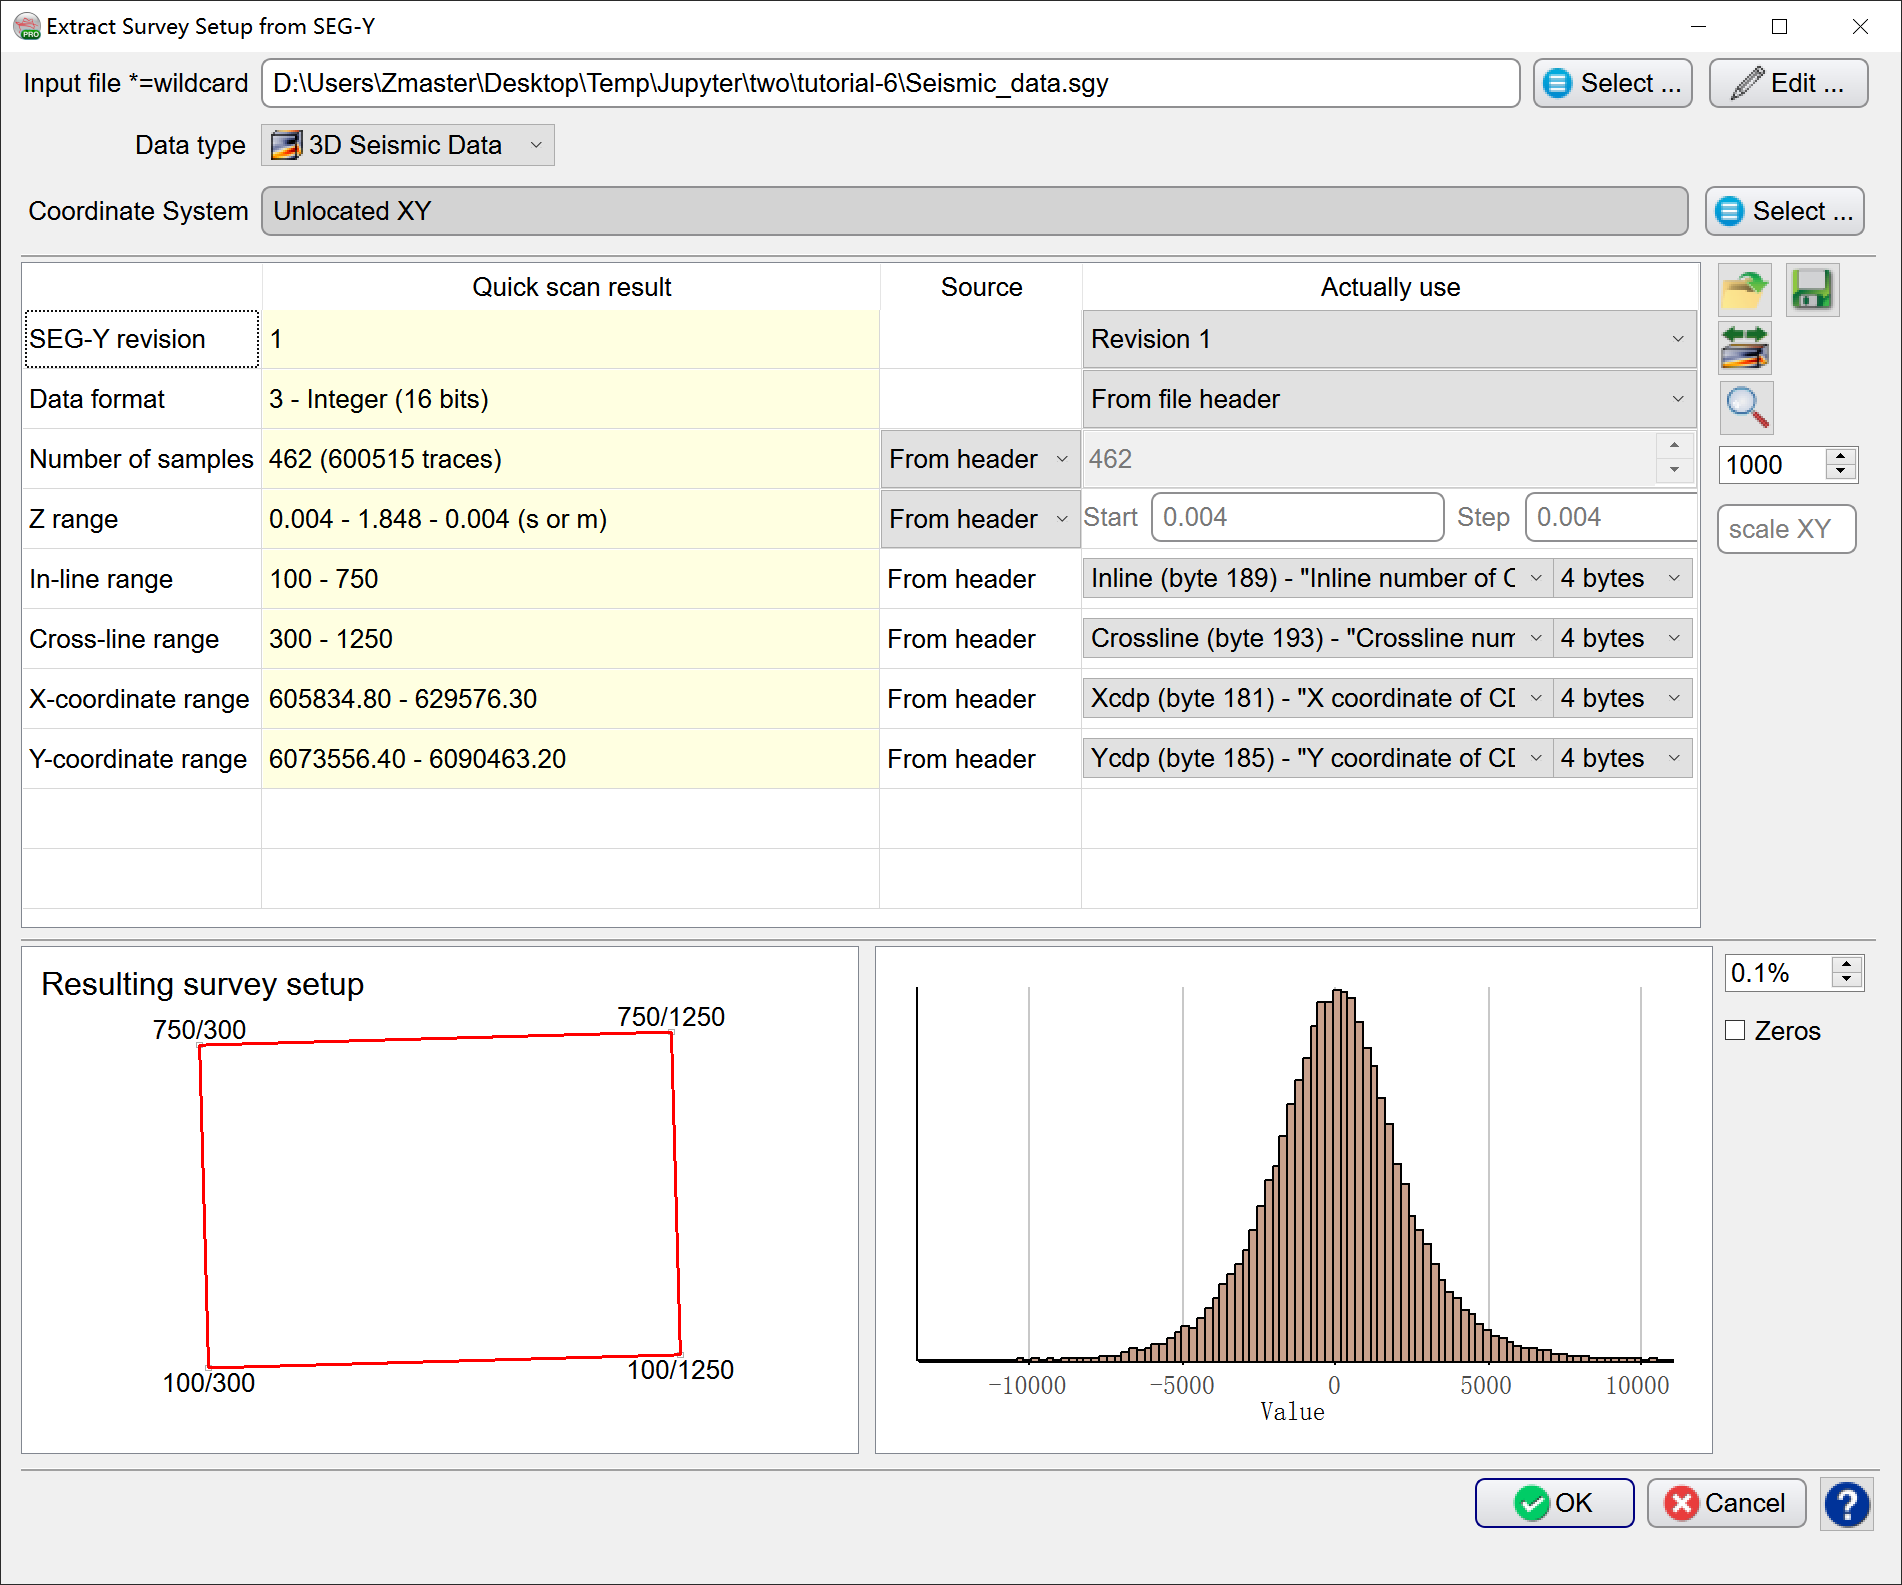 PRO Extract Survey Setup from SEG-Y
Input file *=wildcard D:\Users\Zmaster\Desktop\Temp\Jupyter\two\tutorial-6\Seismic_data.sgy Select ... Edit ...
Data type 3D Seismic Data
Coordinate System Unlocated XY Select ...
Quick scan result Source Actually use
SEG-Y revision 1 Revision 1
Data format 3 - Integer (16 bits) From file header
Number of samples 462 (600515 traces) From header 462
1000
Z range 0.004 - 1.848 - 0.004 (s or m) From header Start 0.004 Step 0.004
scale XY
In-line range 100 - 750 From header Inline (byte 189) - "Inline number of C 4 bytes
Cross-line range 300 - 1250 From header Crossline (byte 193) - "Crossline num 4 bytes
X-coordinate range 605834.80 - 629576.30 From header Xcdp (byte 181) - "X coordinate of CD 4 bytes
Y-coordinate range 6073556.40 - 6090463.20 From header Ycdp (byte 185) - "Y coordinate of CD 4 bytes
Resulting survey setup
750/300 750/1250
100/300 100/1250
-10000 -5000 0 5000 10000
Value
0.1%
Zeros
OK Cancel ?